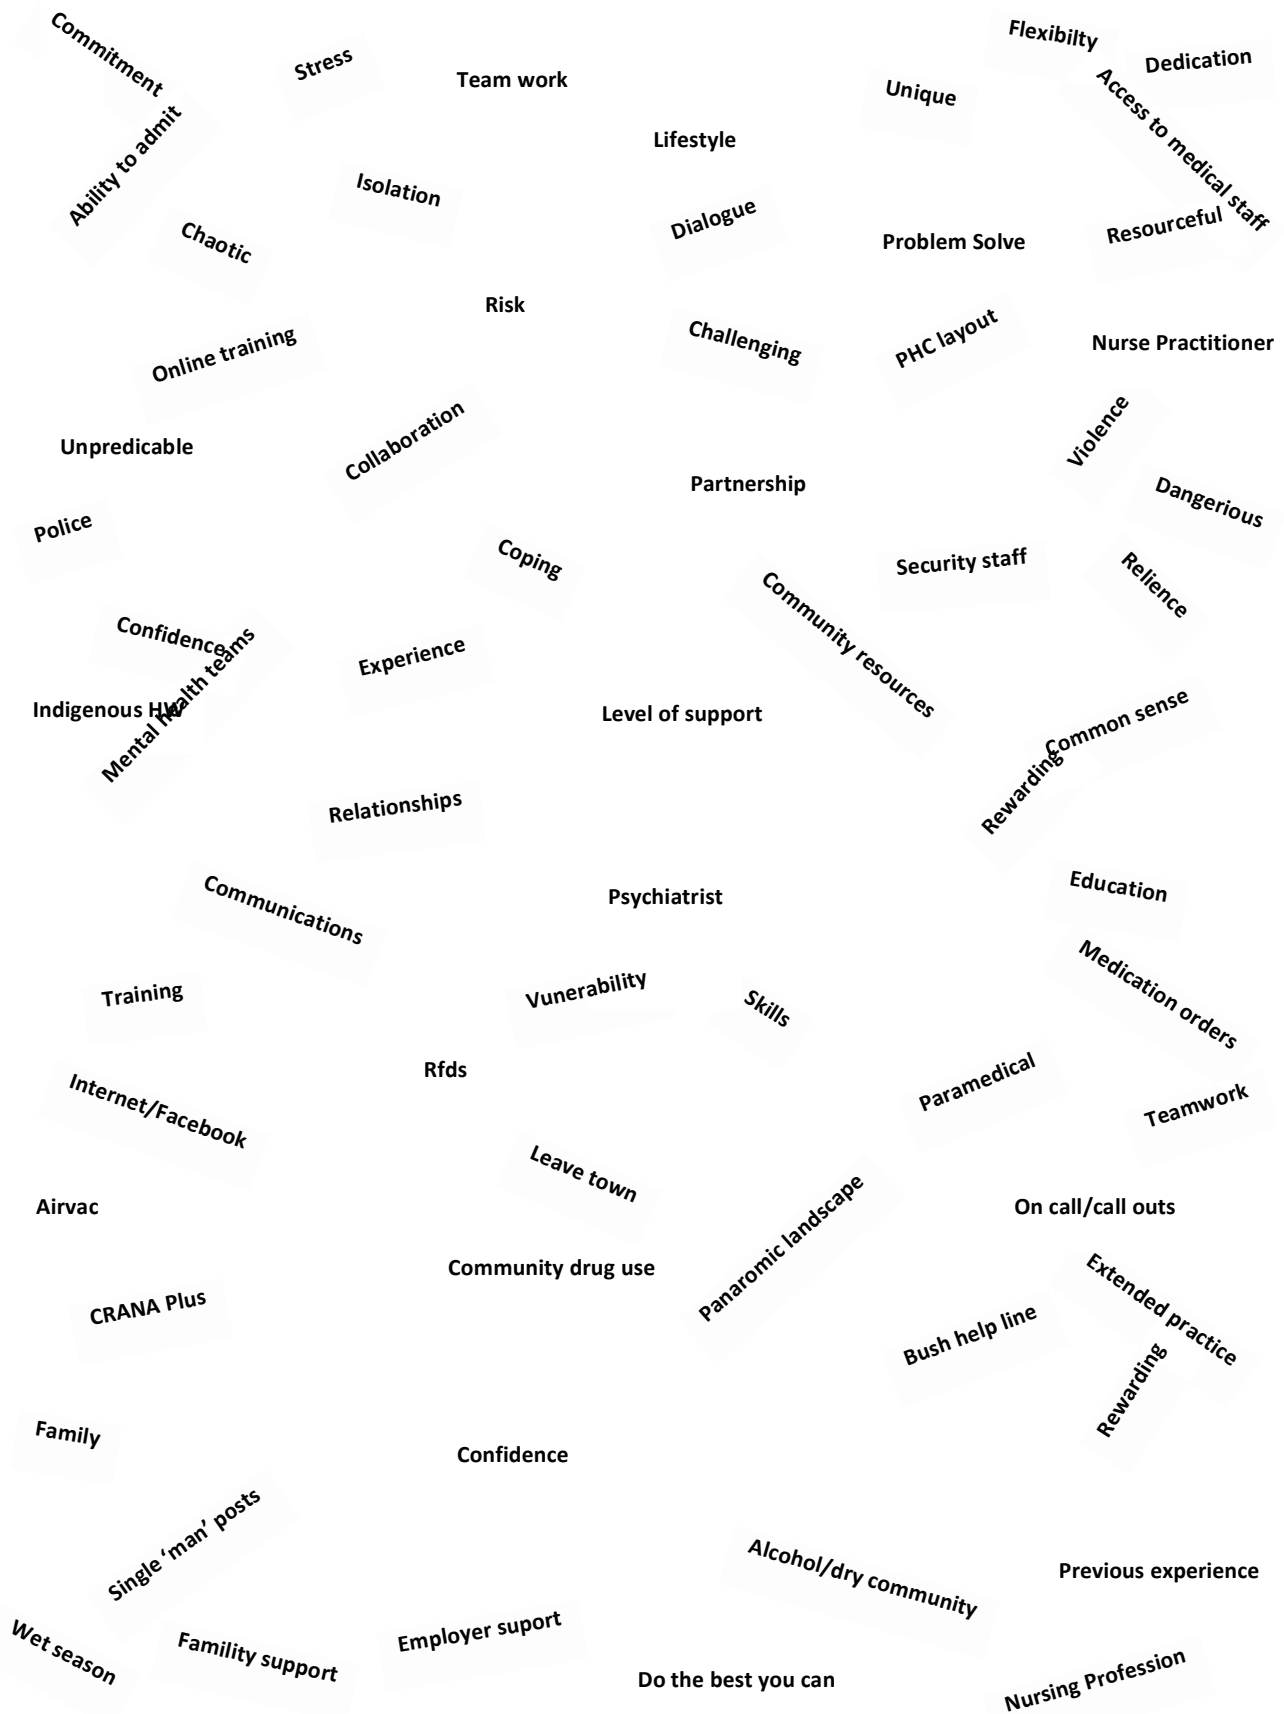 Commitment
Stress
Team work
Flexibilty
Dedication
Unique
Access to medical staff
Lifestyle
Ability to admit
Isolation
Dialogue
Chaotic
Problem Solve
Resourceful
Risk
Online training
Challenging
PHC layout
Nurse Practitioner
Unpredicable
Collaboration
Violence
Partnership
Dangerious
Police
Coping
Security staff
Relience
Community resources
Confidence
Mental health teams
Experience
Indigenous HW
Level of support
Common sense
Rewarding
Relationships
Communications
Psychiatrist
Education
Medication orders
Training
Vunerability
Skills
Rfds
Paramedical
Teamwork
Internet/Facebook
Leave town
Airvac
Panaromic landscape
On call/call outs
Community drug use
Extended practice
CRANA Plus
Bush help line
Rewarding
Family
Confidence
Single ‘man’ posts
Alcohol/dry community
Previous experience
Wet season
Famility support
Employer suport
Do the best you can
Nursing Profession